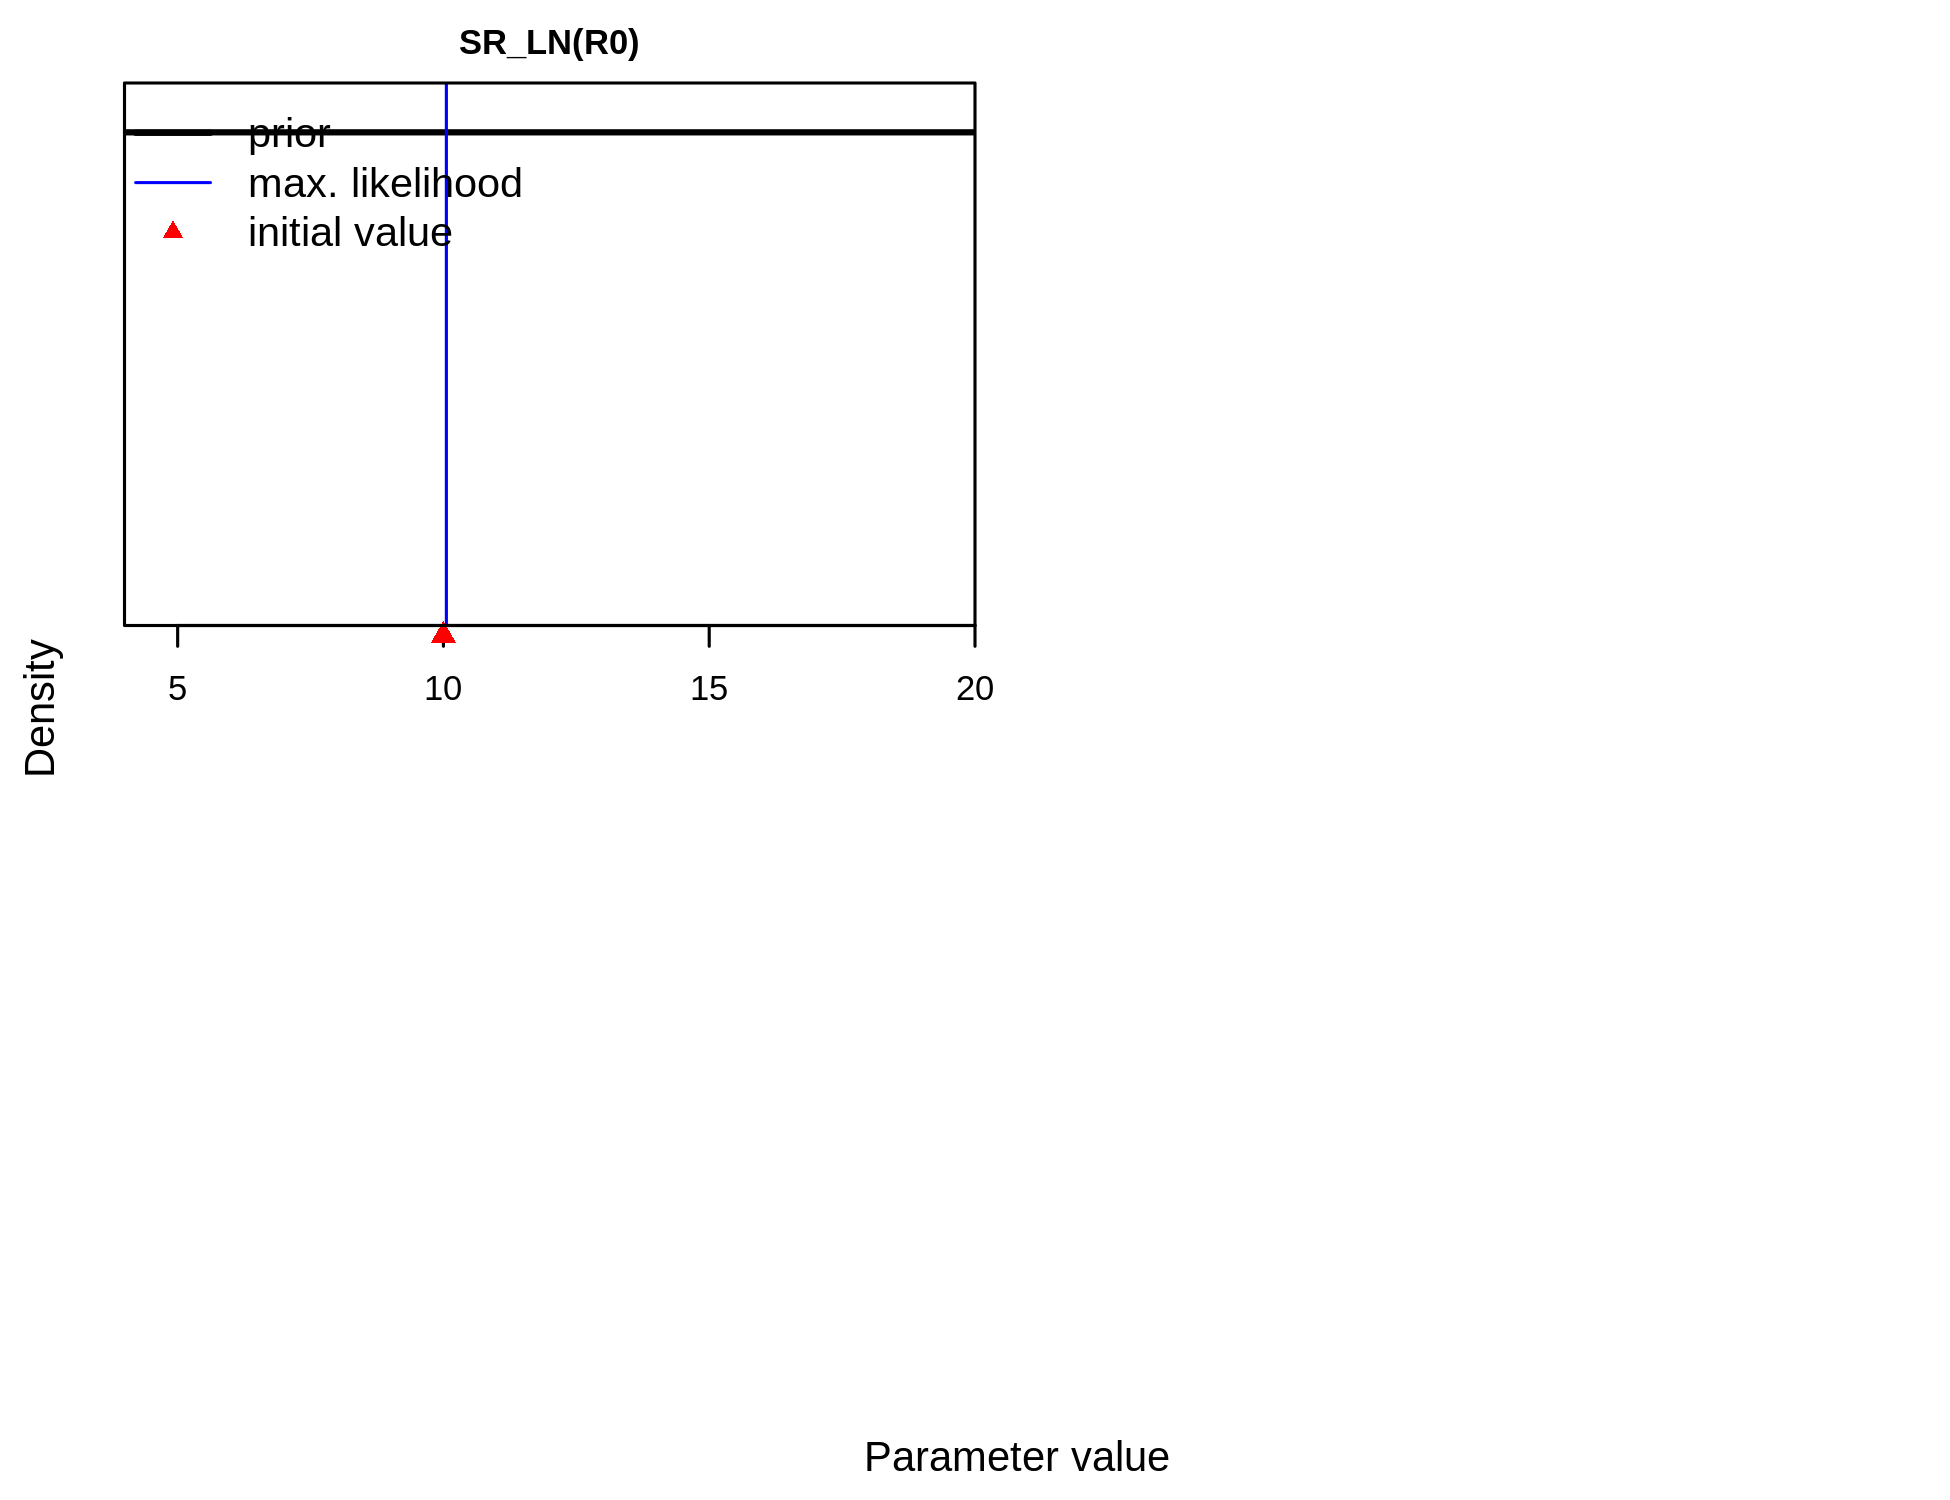 SR_LN(R0)
prior
max. likelihood
initial value
5 10 15 20
Density
Parameter value